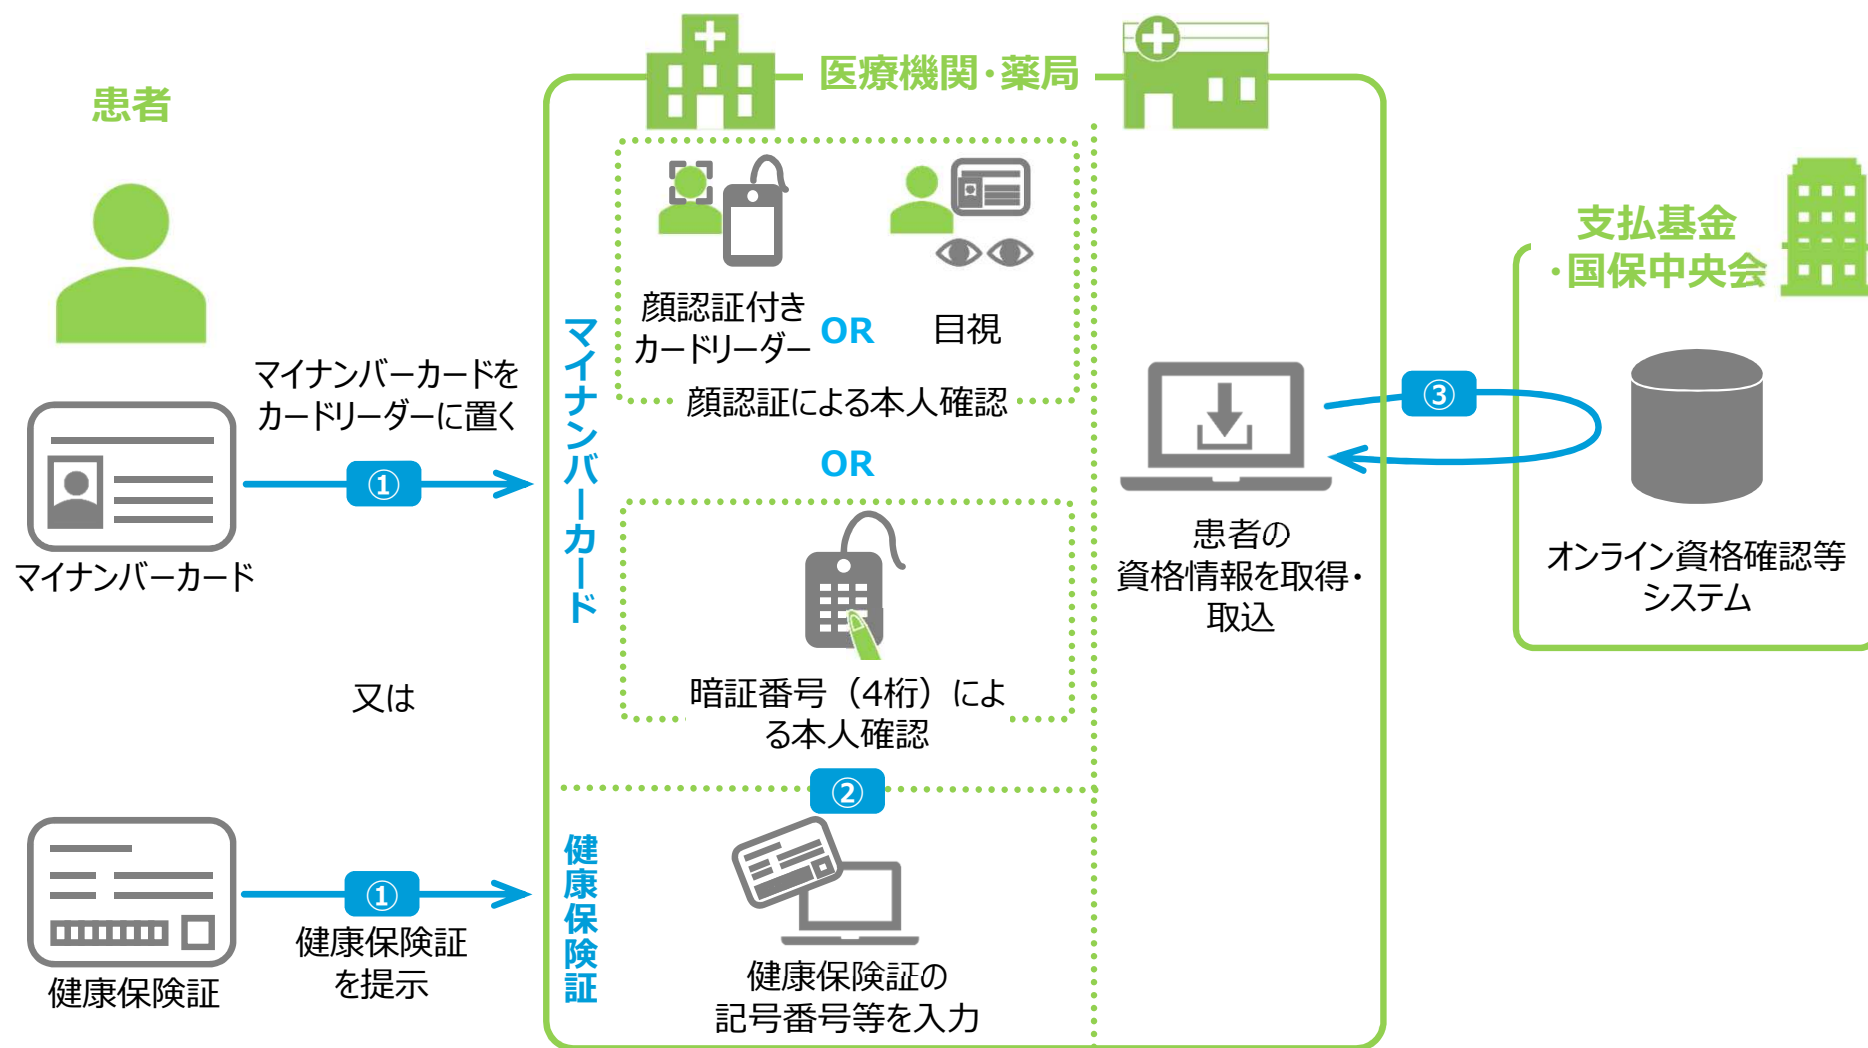 患者
マイナンバーカードを
カードリーダーに置く
①
マイナンバーカード
又は
①
健康保険証
を提示
健康保険証
医療機関・薬局
マイナンバーカード
顔認証付き
カードリーダー
OR
目視
顔認証による本人確認
OR
暗証番号（4桁）によ
る本人確認
②
健康保険証
健康保険証の
記号番号等を入力
患者の
資格情報を取得・
取込
③
支払基金
・国保中央会
オンライン資格確認等
システム